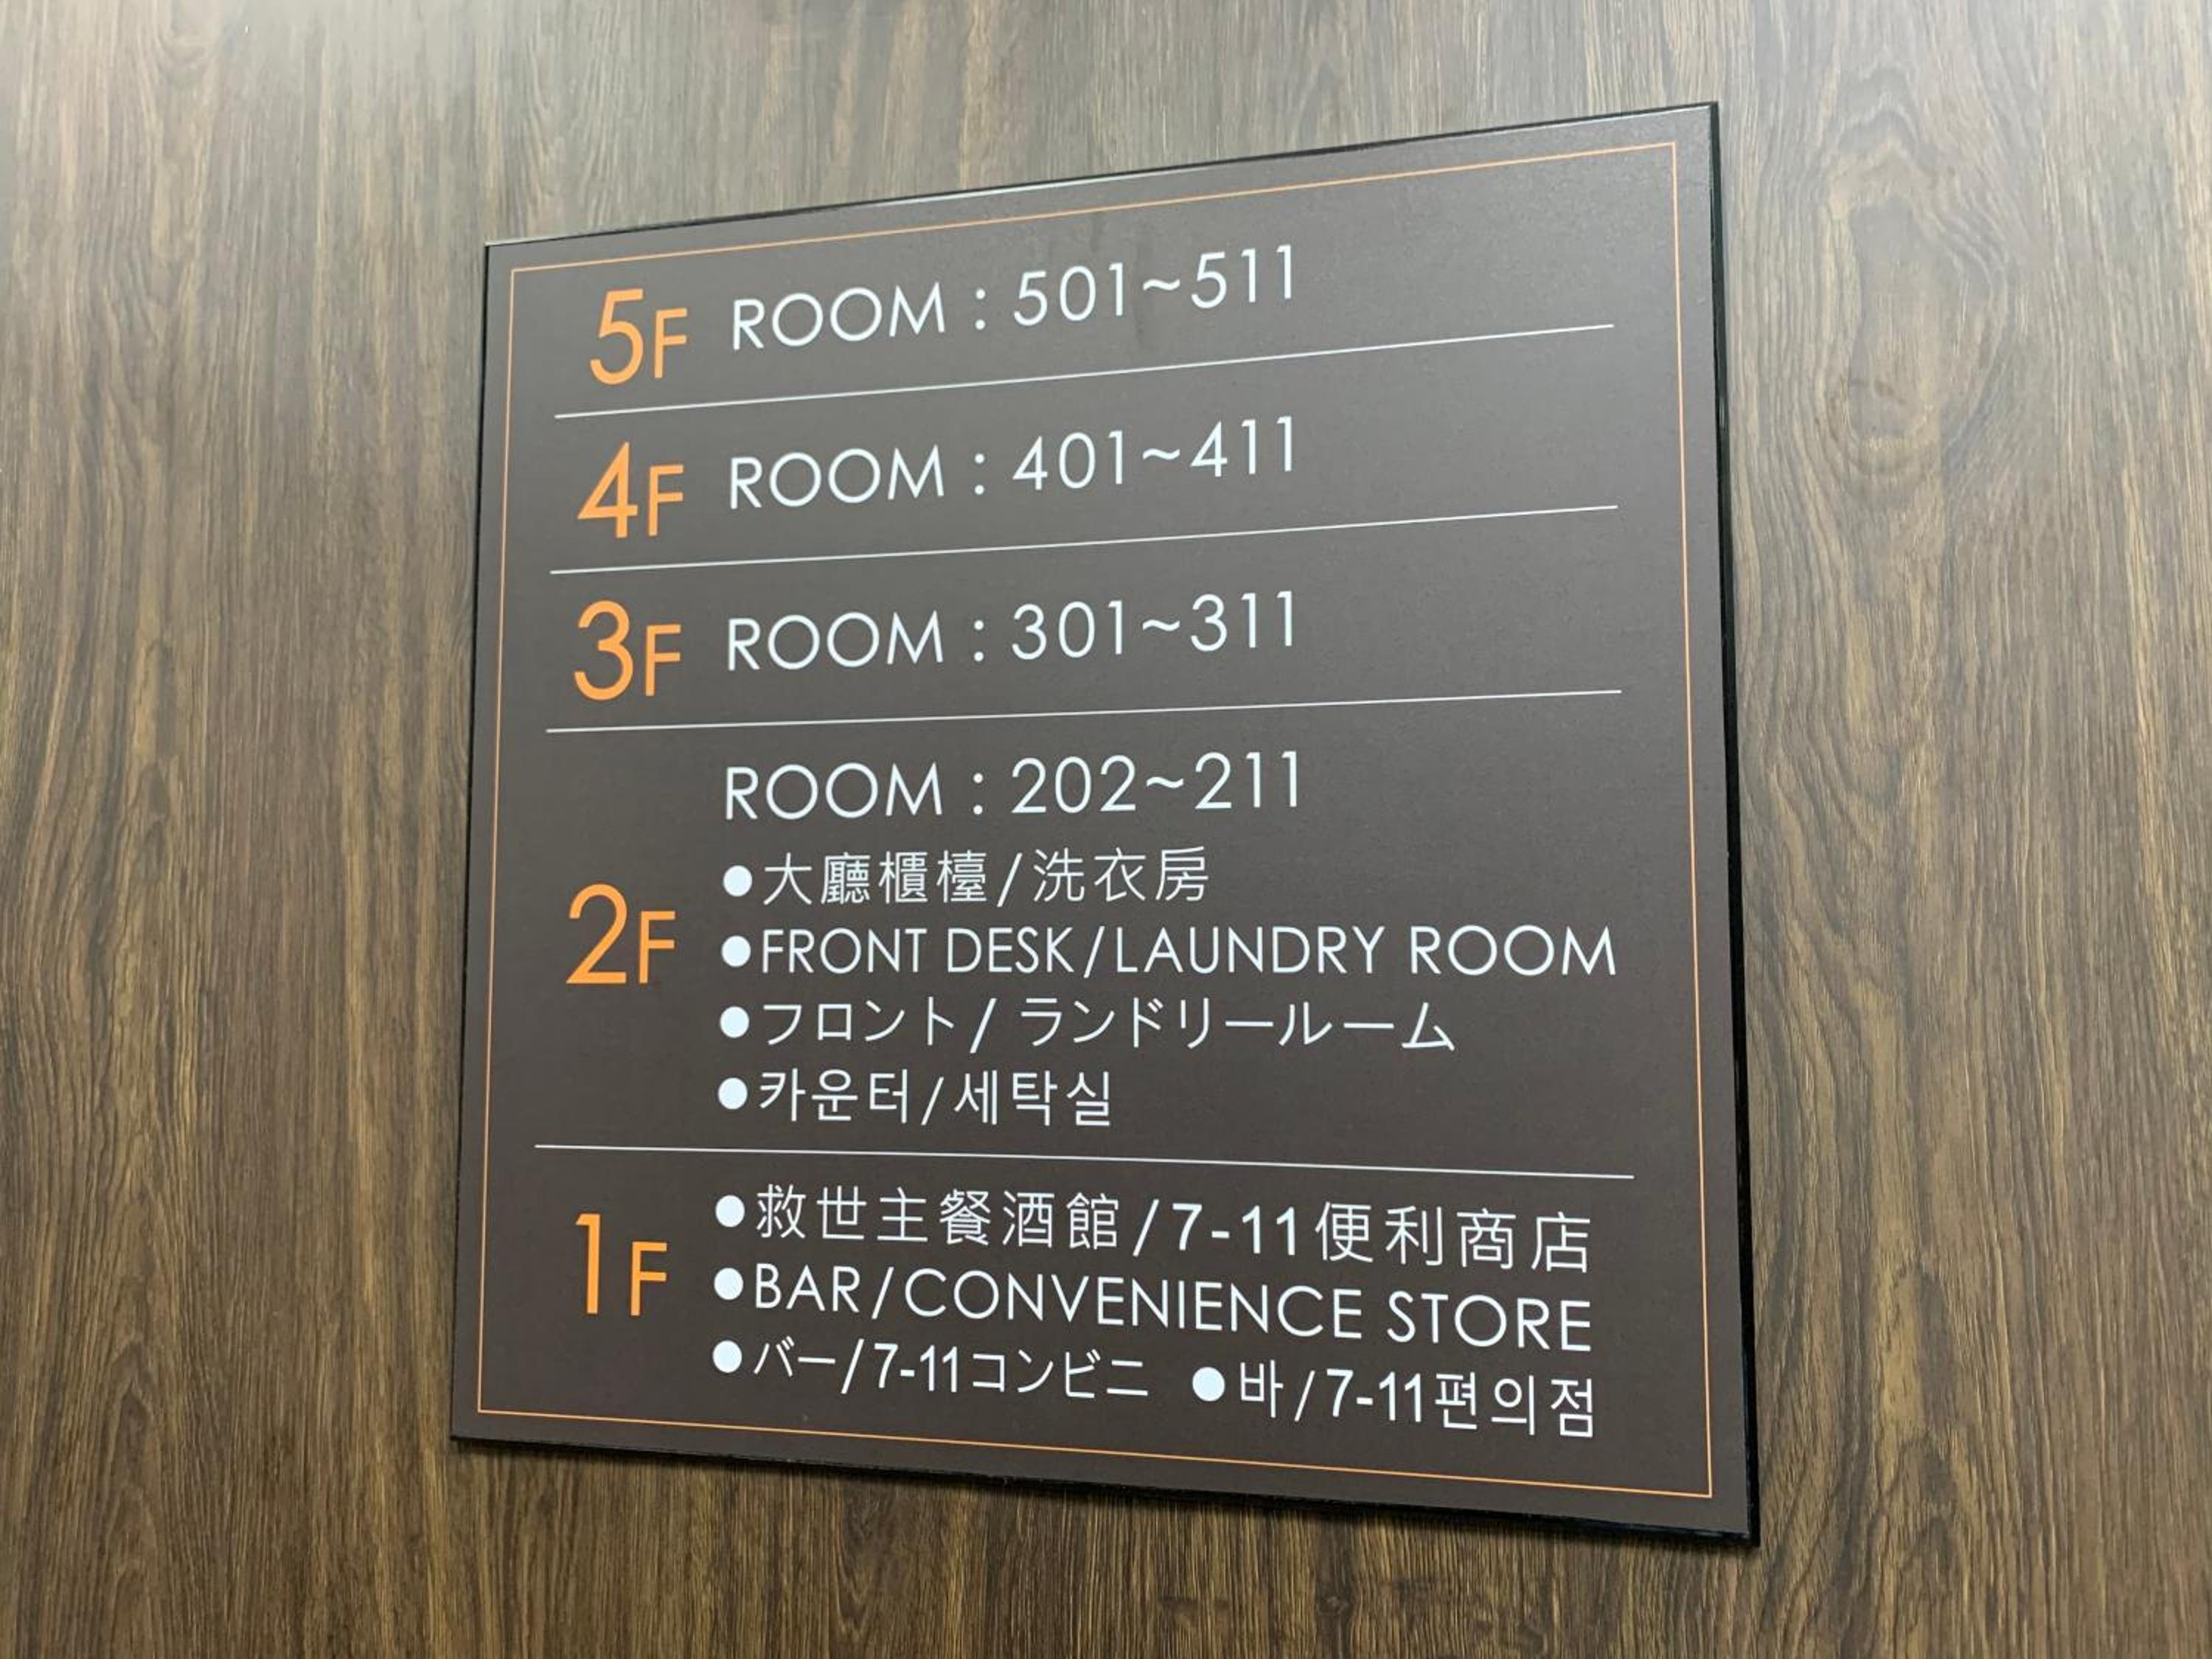 5F ROOM : 501~511
4F ROOM : 401~411
3F ROOM : 301~311
2F ROOM : 202~211
●大廳櫃檯/洗衣房
●FRONT DESK/LAUNDRY ROOM
●フロント/ ランドリールーム
●카운터/세탁실
1F ●救世主餐酒館/7-11便利商店
●BAR/CONVENIENCE STORE
●バー/7-11コンビニ ●바/7-11편의점